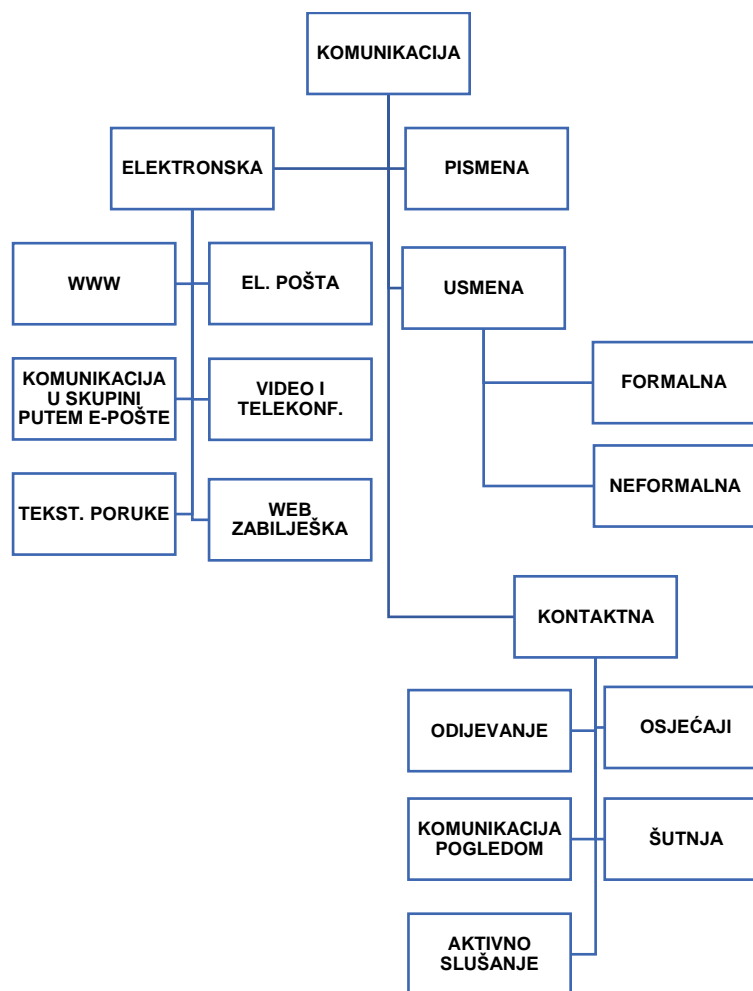 KOMUNIKACIJA
ELEKTRONSKA
PISMENA
WWW
EL. POŠTA
USMENA
KOMUNIKACIJA
U SKUPINI
PUTEM E-POŠTE
VIDEO I
TELEKONF.
FORMALNA
TEKST. PORUKE
WEB
ZABILJEŠKA
NEFORMALNA
KONTAKTNA
ODIJEVANJE
OSJEĆAJI
KOMUNIKACIJA
POGLEDOM
ŠUTNJA
AKTIVNO
SLUŠANJE